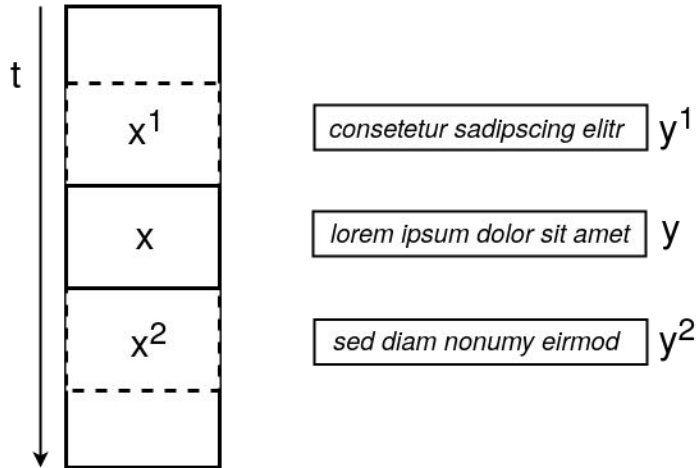 t
x¹ consetetur sadipscing elitr y¹
x lorem ipsum dolor sit amet y
x² sed diam nonumy eirmod y²